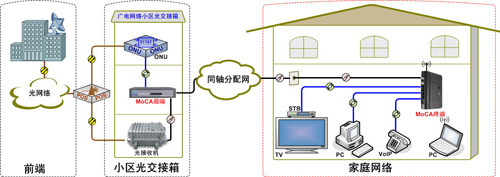 广电网络小区光交接箱
ONU
ONU
ONU
光网络
POS
POS
MoCA局端
同轴分配网
光接收机
STB
TV
PC
VoIP
PC
MoCA终端
前端
小区光交接箱
家庭网络